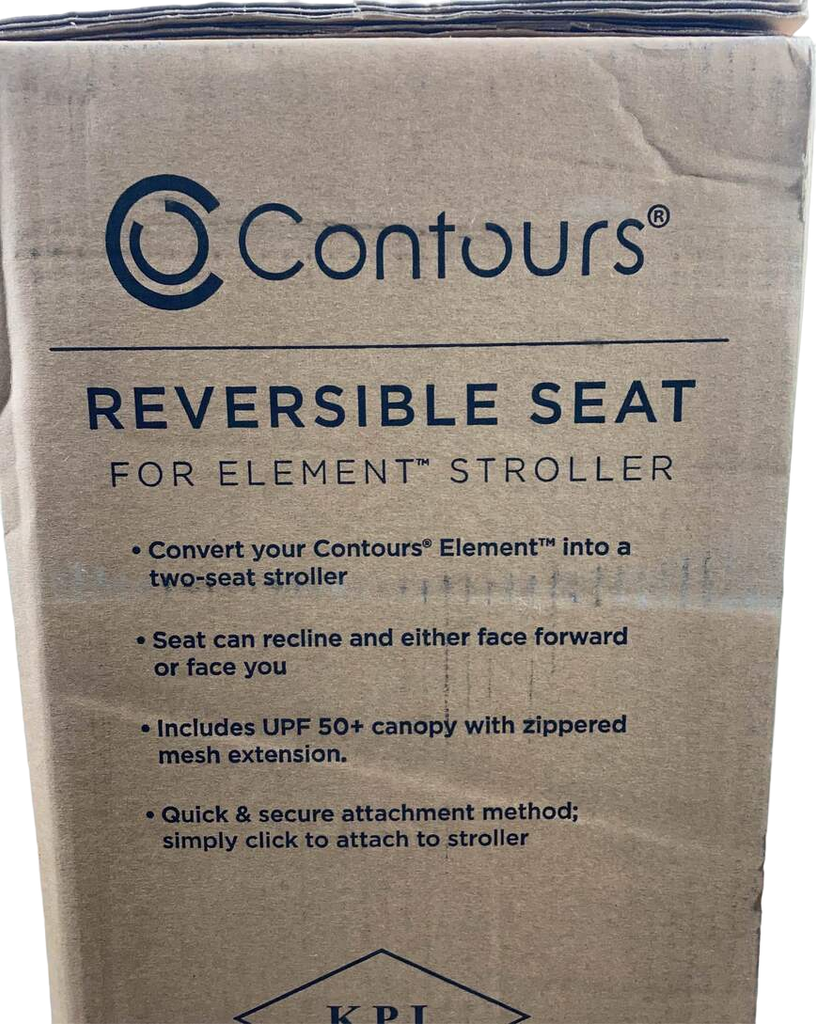 Contours®
REVERSIBLE SEAT
FOR ELEMENT™ STROLLER
• Convert your Contours® Element™ into a
two-seat stroller
• Seat can recline and either face forward
or face you
• Includes UPF 50+ canopy with zippered
mesh extension.
• Quick & secure attachment method;
simply click to attach to stroller
KPI